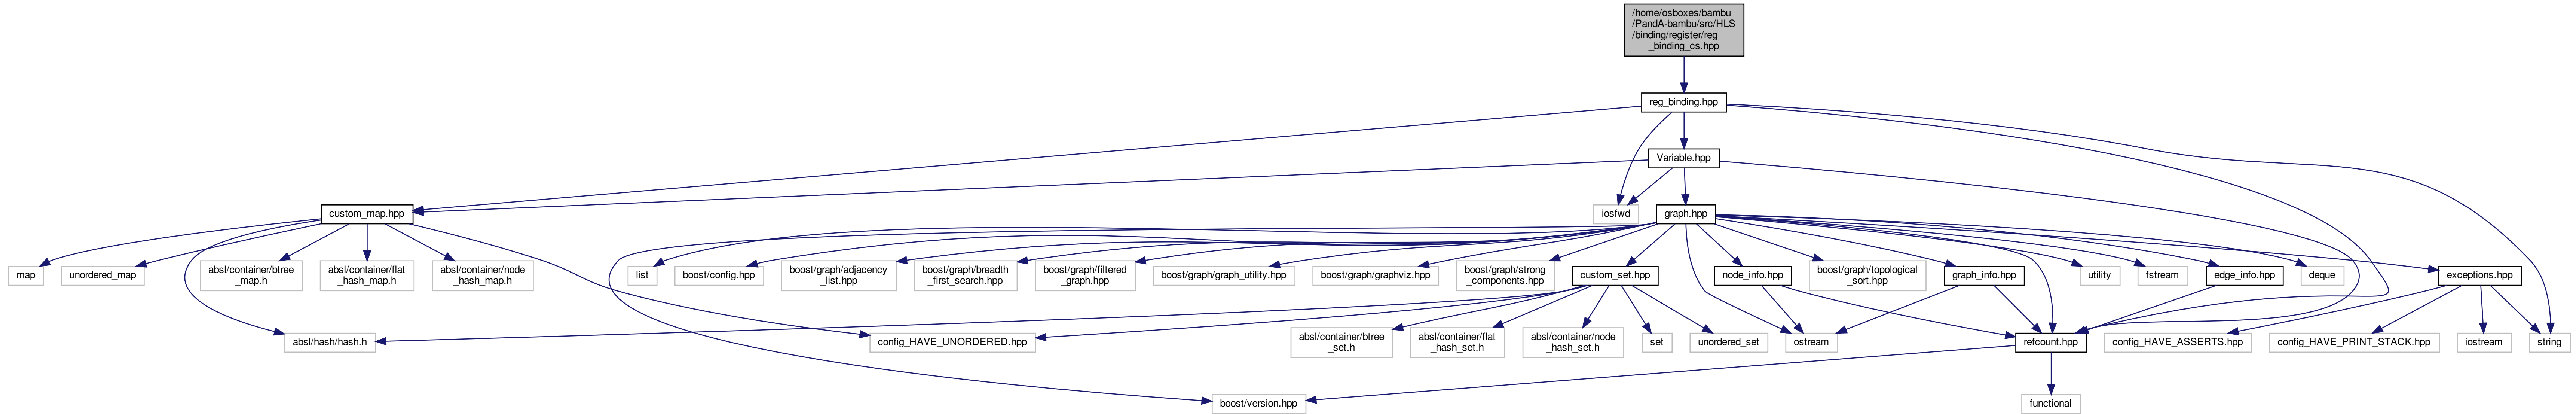 /home/osboxes/bambu
/PandA-bambu/src/HLS
/binding/register/reg
_binding_cs.hpp
reg_binding.hpp
Variable.hpp
custom_map.hpp
iosfwd
graph.hpp
map
unordered_map
absl/container/btree
_map.h
absl/container/flat
_hash_map.h
absl/container/node
_hash_map.h
list
boost/config.hpp
boost/graph/adjacency
_list.hpp
boost/graph/breadth
_first_search.hpp
boost/graph/filtered
_graph.hpp
boost/graph/graph_utility.hpp
boost/graph/graphviz.hpp
boost/graph/strong
_components.hpp
custom_set.hpp
node_info.hpp
boost/graph/topological
_sort.hpp
graph_info.hpp
utility
fstream
edge_info.hpp
deque
exceptions.hpp
absl/hash/hash.h
config_HAVE_UNORDERED.hpp
absl/container/btree
_set.h
absl/container/flat
_hash_set.h
absl/container/node
_hash_set.h
set
unordered_set
ostream
refcount.hpp
config_HAVE_ASSERTS.hpp
config_HAVE_PRINT_STACK.hpp
iostream
string
boost/version.hpp
functional